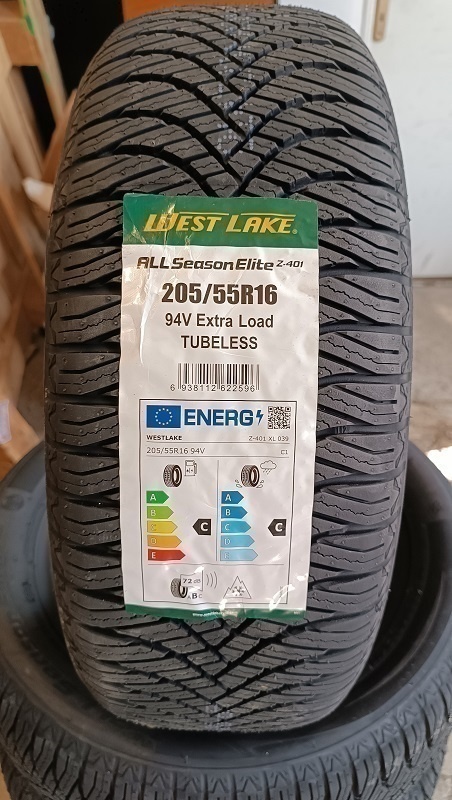 WEST LAKE®
ALL Season Elite Z-401
205/55R16
94V Extra Load
TUBELESS
6 938112 622596
ENERG
WESTLAKE Z-401 XL 039
205/55R16 94V C1
A A
B B
C C C C
D D
E E
72 dB